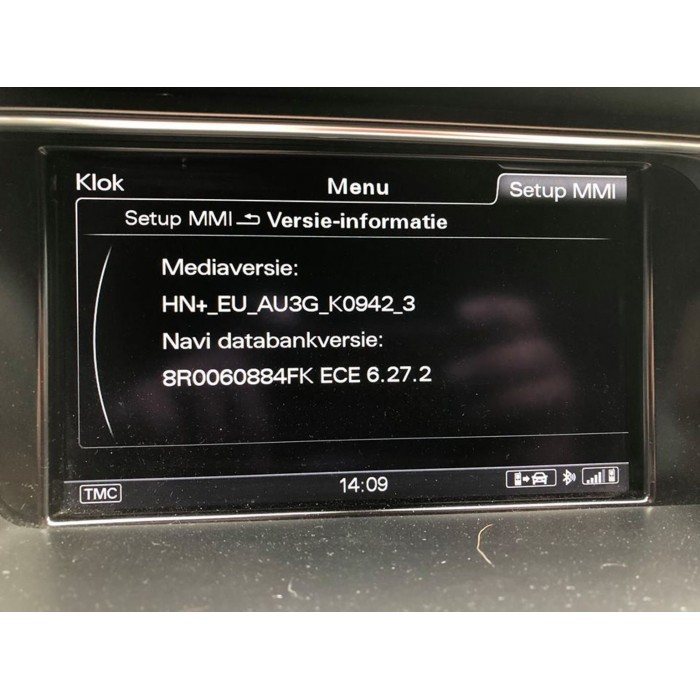 Klok
Menu
Setup MMI
Setup MMI Versie-informatie
Mediaversie:
HN+_EU_AU3G_K0942_3
Navi databankversie:
8R0060884FK ECE 6.27.2
TMC
14:09